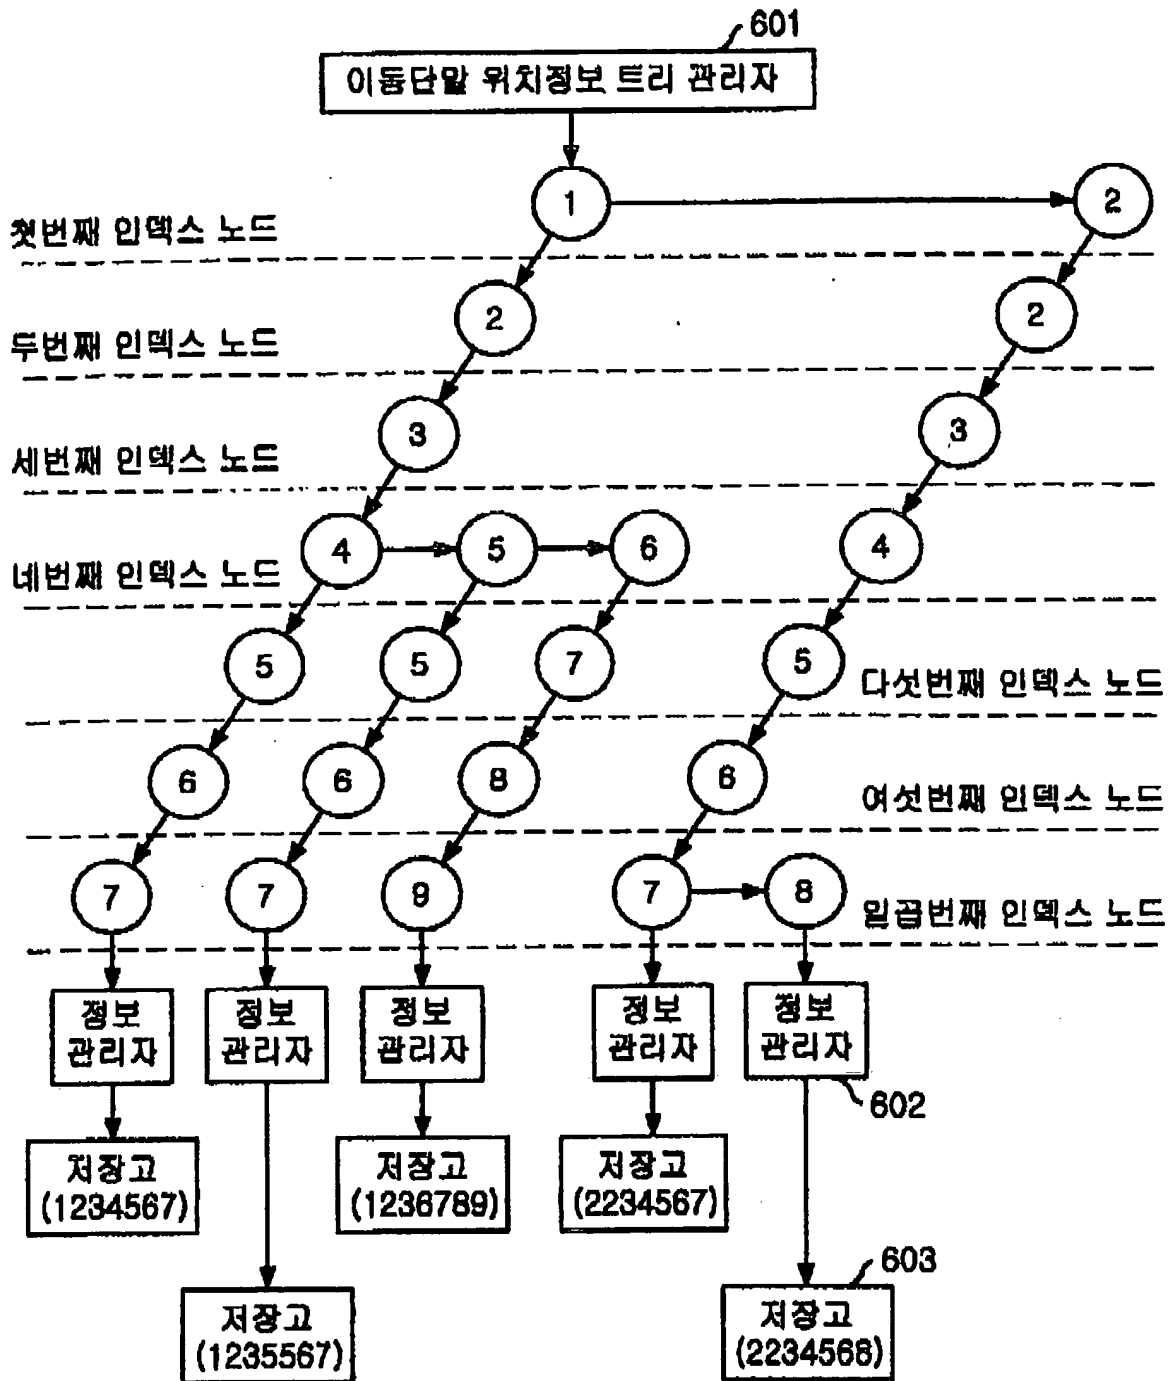 601
이동단말 위치정보 트리 관리자
1
2
첫번째 인덱스 노드
2
2
두번째 인덱스 노드
3
3
세번째 인덱스 노드
4
5
6
4
네번째 인덱스 노드
5
5
7
5
다섯번째 인덱스 노드
6
6
8
6
여섯번째 인덱스 노드
7
7
9
7
8
일곱번째 인덱스 노드
정보
관리자
정보
관리자
정보
관리자
정보
관리자
정보
관리자
602
저장고
(1234567)
저장고
(1236789)
저장고
(2234567)
603
저장고
(1235567)
저장고
(2234568)